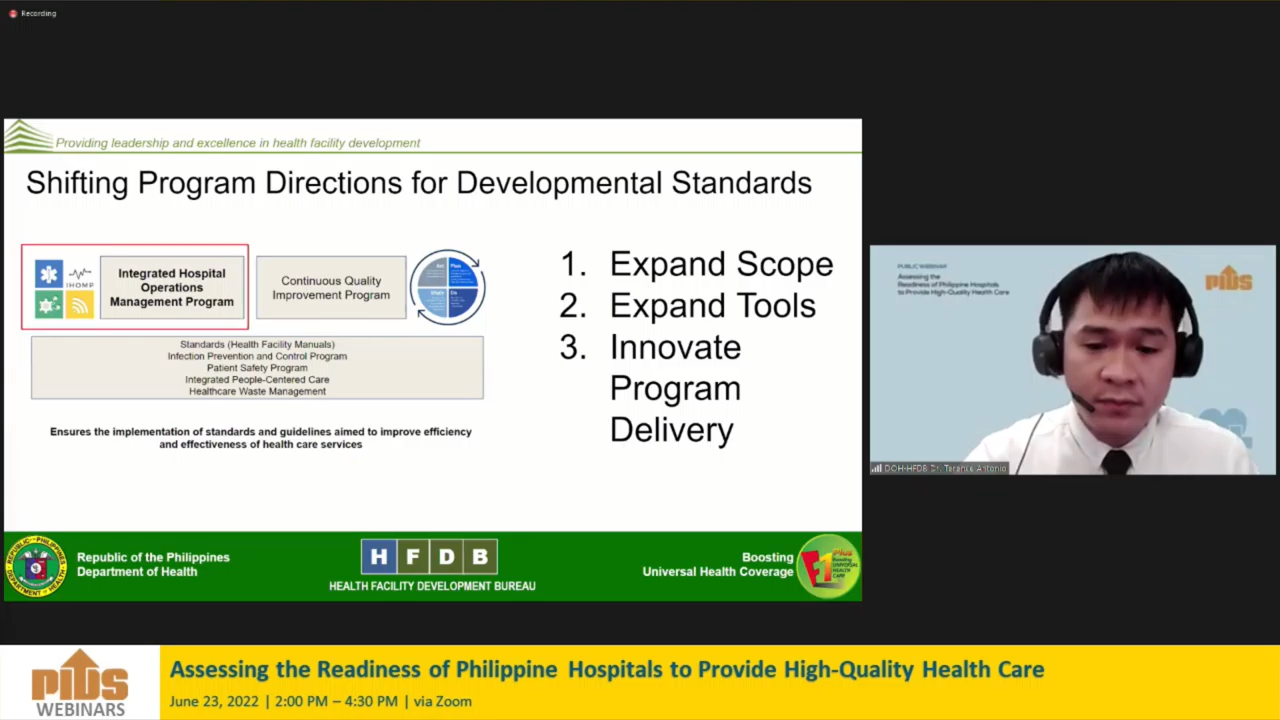 Recording
Providing leadership and excellence in health facility development
Shifting Program Directions for Developmental Standards
IHOMP
Integrated Hospital
Operations
Management Program
Continuous Quality
Improvement Program
Act
Plan
Do
Standards (Health Facility Manuals)
Infection Prevention and Control Program
Patient Safety Program
Integrated People-Centered Care
Healthcare Waste Management
Ensures the implementation of standards and guidelines aimed to improve efficiency
and effectiveness of health care services
1. Expand Scope
2. Expand Tools
3. Innovate
Program
Delivery
PUBLIC WEBINAR
Assessing the
Readiness of Philippine Hospitals
to Provide High-Quality Health Care
PIDS
DOH-HFDB Dr. Terence Antonio
Republic of the Philippines
Department of Health
H F D B
HEALTH FACILITY DEVELOPMENT BUREAU
Boosting
Universal Health Coverage
F1
Plus
PIDS
WEBINARS
Assessing the Readiness of Philippine Hospitals to Provide High-Quality Health Care
June 23, 2022 | 2:00 PM – 4:30 PM | via Zoom